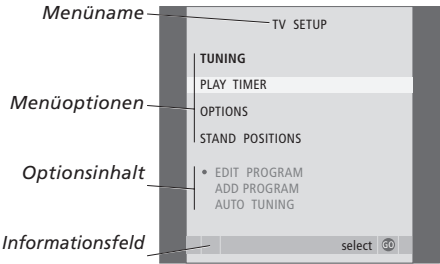 Menüname
TV SETUP
TUNING
PLAY TIMER
Menüoptionen
OPTIONS
STAND POSITIONS
Optionsinhalt
• EDIT PROGRAM
ADD PROGRAM
AUTO TUNING
Informationsfeld
select GO